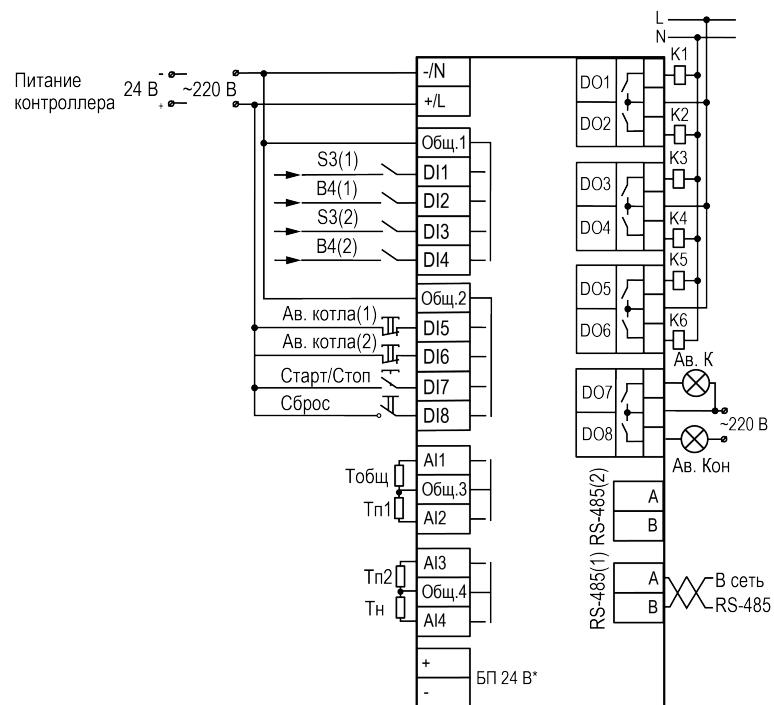 L
N
Питание
контроллера
24 В
-
+
~220 В
-/N
+/L
Общ.1
S3(1)
DI1
B4(1)
DI2
S3(2)
DI3
B4(2)
DI4
Общ.2
Ав. котла(1)
DI5
Ав. котла(2)
DI6
Старт/Стоп
DI7
Сброс
DI8
AI1
Тобщ
Общ.3
Тп1
AI2
AI3
Тп2
Общ.4
Тн
AI4
+
-
БП 24 В*
DO1
K1
DO2
K2
DO3
K3
DO4
K4
DO5
K5
DO6
K6
DO7
Ав. К
DO8
~220 В
Ав. Кон
RS-485(2)
A
B
RS-485(1)
A
B
В сеть
RS-485